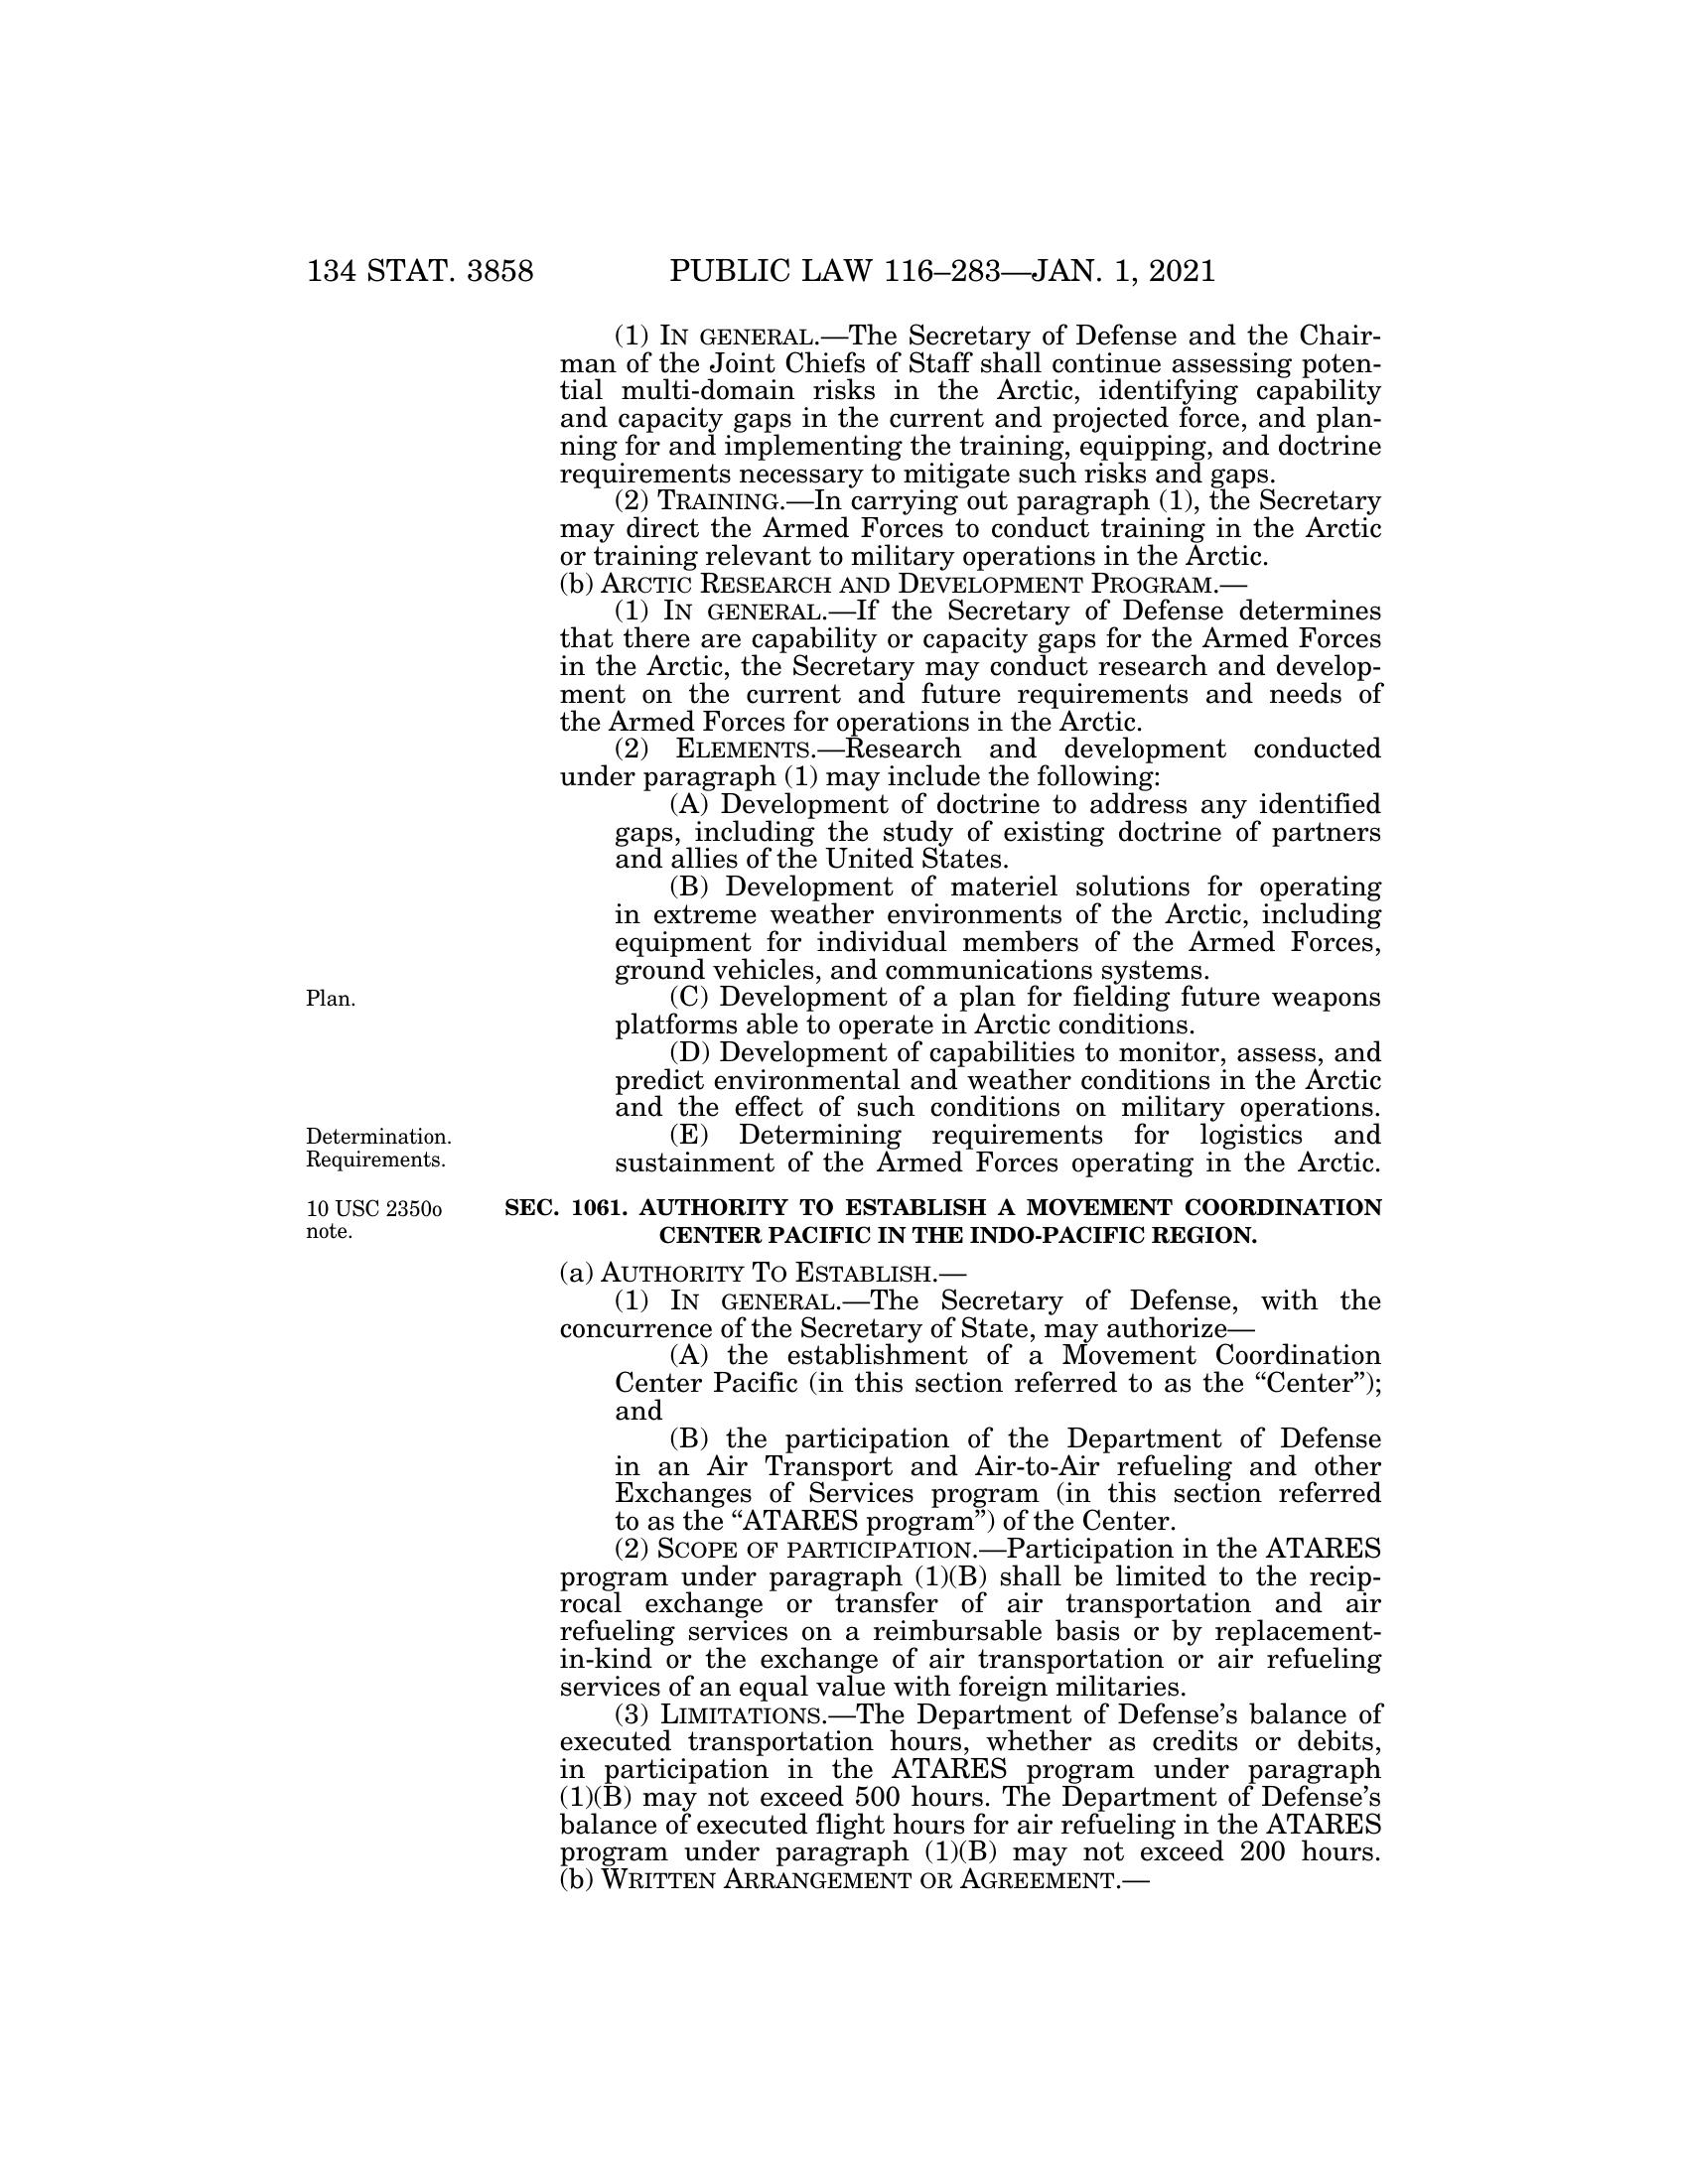 134 STAT. 3858 PUBLIC LAW 116–283—JAN. 1, 2021
(1) IN GENERAL.—The Secretary of Defense and the Chair-
man of the Joint Chiefs of Staff shall continue assessing poten-
tial multi-domain risks in the Arctic, identifying capability
and capacity gaps in the current and projected force, and plan-
ning for and implementing the training, equipping, and doctrine
requirements necessary to mitigate such risks and gaps.
(2) TRAINING.—In carrying out paragraph (1), the Secretary
may direct the Armed Forces to conduct training in the Arctic
or training relevant to military operations in the Arctic.
(b) ARCTIC RESEARCH AND DEVELOPMENT PROGRAM.—
(1) IN GENERAL.—If the Secretary of Defense determines
that there are capability or capacity gaps for the Armed Forces
in the Arctic, the Secretary may conduct research and develop-
ment on the current and future requirements and needs of
the Armed Forces for operations in the Arctic.
(2) ELEMENTS.—Research and development conducted
under paragraph (1) may include the following:
(A) Development of doctrine to address any identified
gaps, including the study of existing doctrine of partners
and allies of the United States.
(B) Development of materiel solutions for operating
in extreme weather environments of the Arctic, including
equipment for individual members of the Armed Forces,
ground vehicles, and communications systems.
Plan.
(C) Development of a plan for fielding future weapons
platforms able to operate in Arctic conditions.
(D) Development of capabilities to monitor, assess, and
predict environmental and weather conditions in the Arctic
and the effect of such conditions on military operations.
Determination.
Requirements.
(E) Determining requirements for logistics and
sustainment of the Armed Forces operating in the Arctic.
10 USC 2350o
note.
SEC. 1061. AUTHORITY TO ESTABLISH A MOVEMENT COORDINATION
CENTER PACIFIC IN THE INDO-PACIFIC REGION.
(a) AUTHORITY TO ESTABLISH.—
(1) IN GENERAL.—The Secretary of Defense, with the
concurrence of the Secretary of State, may authorize—
(A) the establishment of a Movement Coordination
Center Pacific (in this section referred to as the “Center”);
and
(B) the participation of the Department of Defense
in an Air Transport and Air-to-Air refueling and other
Exchanges of Services program (in this section referred
to as the “ATARES program”) of the Center.
(2) SCOPE OF PARTICIPATION.—Participation in the ATARES
program under paragraph (1)(B) shall be limited to the recip-
rocal exchange or transfer of air transportation and air
refueling services on a reimbursable basis or by replacement-
in-kind or the exchange of air transportation or air refueling
services of an equal value with foreign militaries.
(3) LIMITATIONS.—The Department of Defense’s balance of
executed transportation hours, whether as credits or debits,
in participation in the ATARES program under paragraph
(1)(B) may not exceed 500 hours. The Department of Defense’s
balance of executed flight hours for air refueling in the ATARES
program under paragraph (1)(B) may not exceed 200 hours.
(b) WRITTEN ARRANGEMENT OR AGREEMENT.—